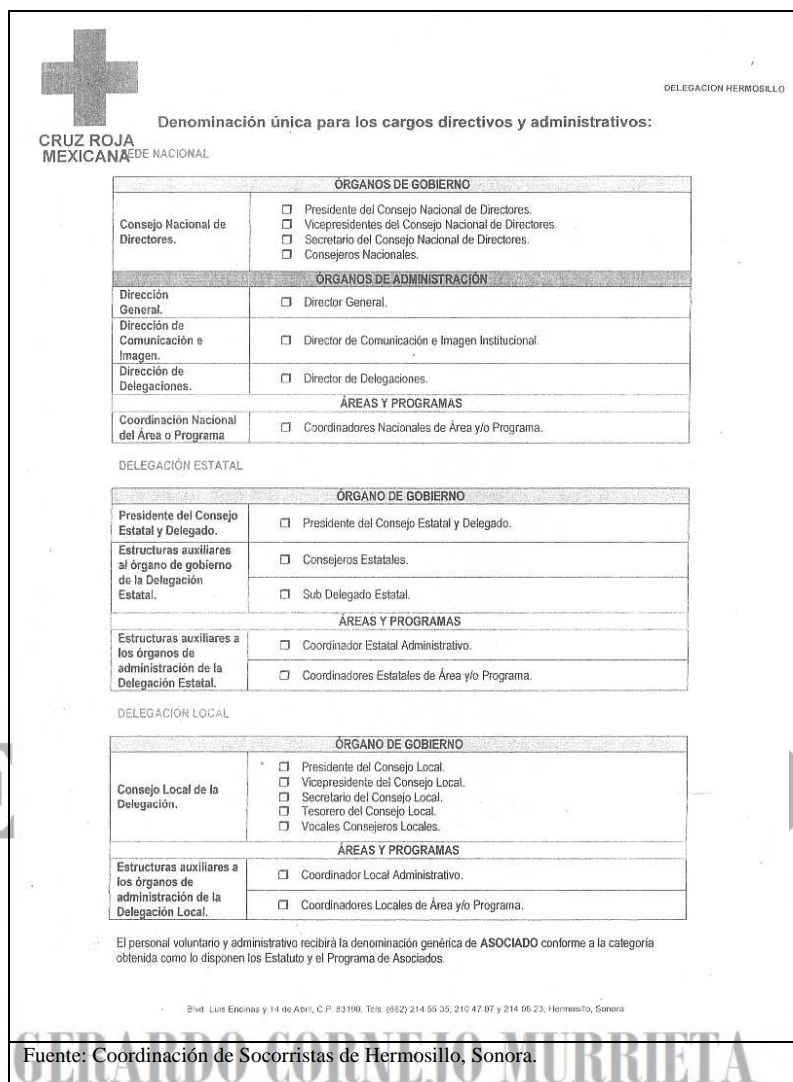 DELEGACION HERMOSILLO
Denominación única para los cargos directivos y administrativos:
CRUZ ROJA
MEXICANA
EDE NACIONAL
ÓRGANOS DE GOBIERNO
Consejo Nacional de
Directores.
Presidente del Consejo Nacional de Directores.
Vicepresidentes del Consejo Nacional de Directores.
Secretario del Consejo Nacional de Directores.
Consejeros Nacionales.
ÓRGANOS DE ADMINISTRACIÓN
Dirección
General.
Director General.
Dirección de
Comunicación e
Imagen.
Director de Comunicación e Imagen Institucional.
Dirección de
Delegaciones.
Director de Delegaciones.
ÁREAS Y PROGRAMAS
Coordinación Nacional
del Área o Programa
Coordinadores Nacionales de Área y/o Programa.
DELEGACIÓN ESTATAL
ÓRGANO DE GOBIERNO
Presidente del Consejo
Estatal y Delegado.
Presidente del Consejo Estatal y Delegado.
Estructuras auxiliares
al órgano de gobierno
de la Delegación
Estatal.
Consejeros Estatales.
Sub Delegado Estatal.
ÁREAS Y PROGRAMAS
Estructuras auxiliares a
los órganos de
administración de la
Delegación Estatal.
Coordinador Estatal Administrativo.
Coordinadores Estatales de Área y/o Programa.
DELEGACIÓN LOCAL
ÓRGANO DE GOBIERNO
Consejo Local de la
Delegación.
Presidente del Consejo Local.
Vicepresidente del Consejo Local.
Secretario del Consejo Local.
Tesorero del Consejo Local.
Vocales Consejeros Locales.
ÁREAS Y PROGRAMAS
Estructuras auxiliares a
los órganos de
administración de la
Delegación Local.
Coordinador Local Administrativo.
Coordinadores Locales de Área y/o Programa.
El personal voluntario y administrativo recibirá la denominación genérica de ASOCIADO conforme a la categoría
obtenida como lo disponen los Estatuto y el Programa de Asociados.
Blvd. Luis Encinas y 14 de Abril, C.P. 83190, Tels. (662) 214 55 35, 210 47 07 y 214 06 23, Hermosillo, Sonora
GERARDO CORNEJO MURRIETA
Fuente: Coordinación de Socorristas de Hermosillo, Sonora.